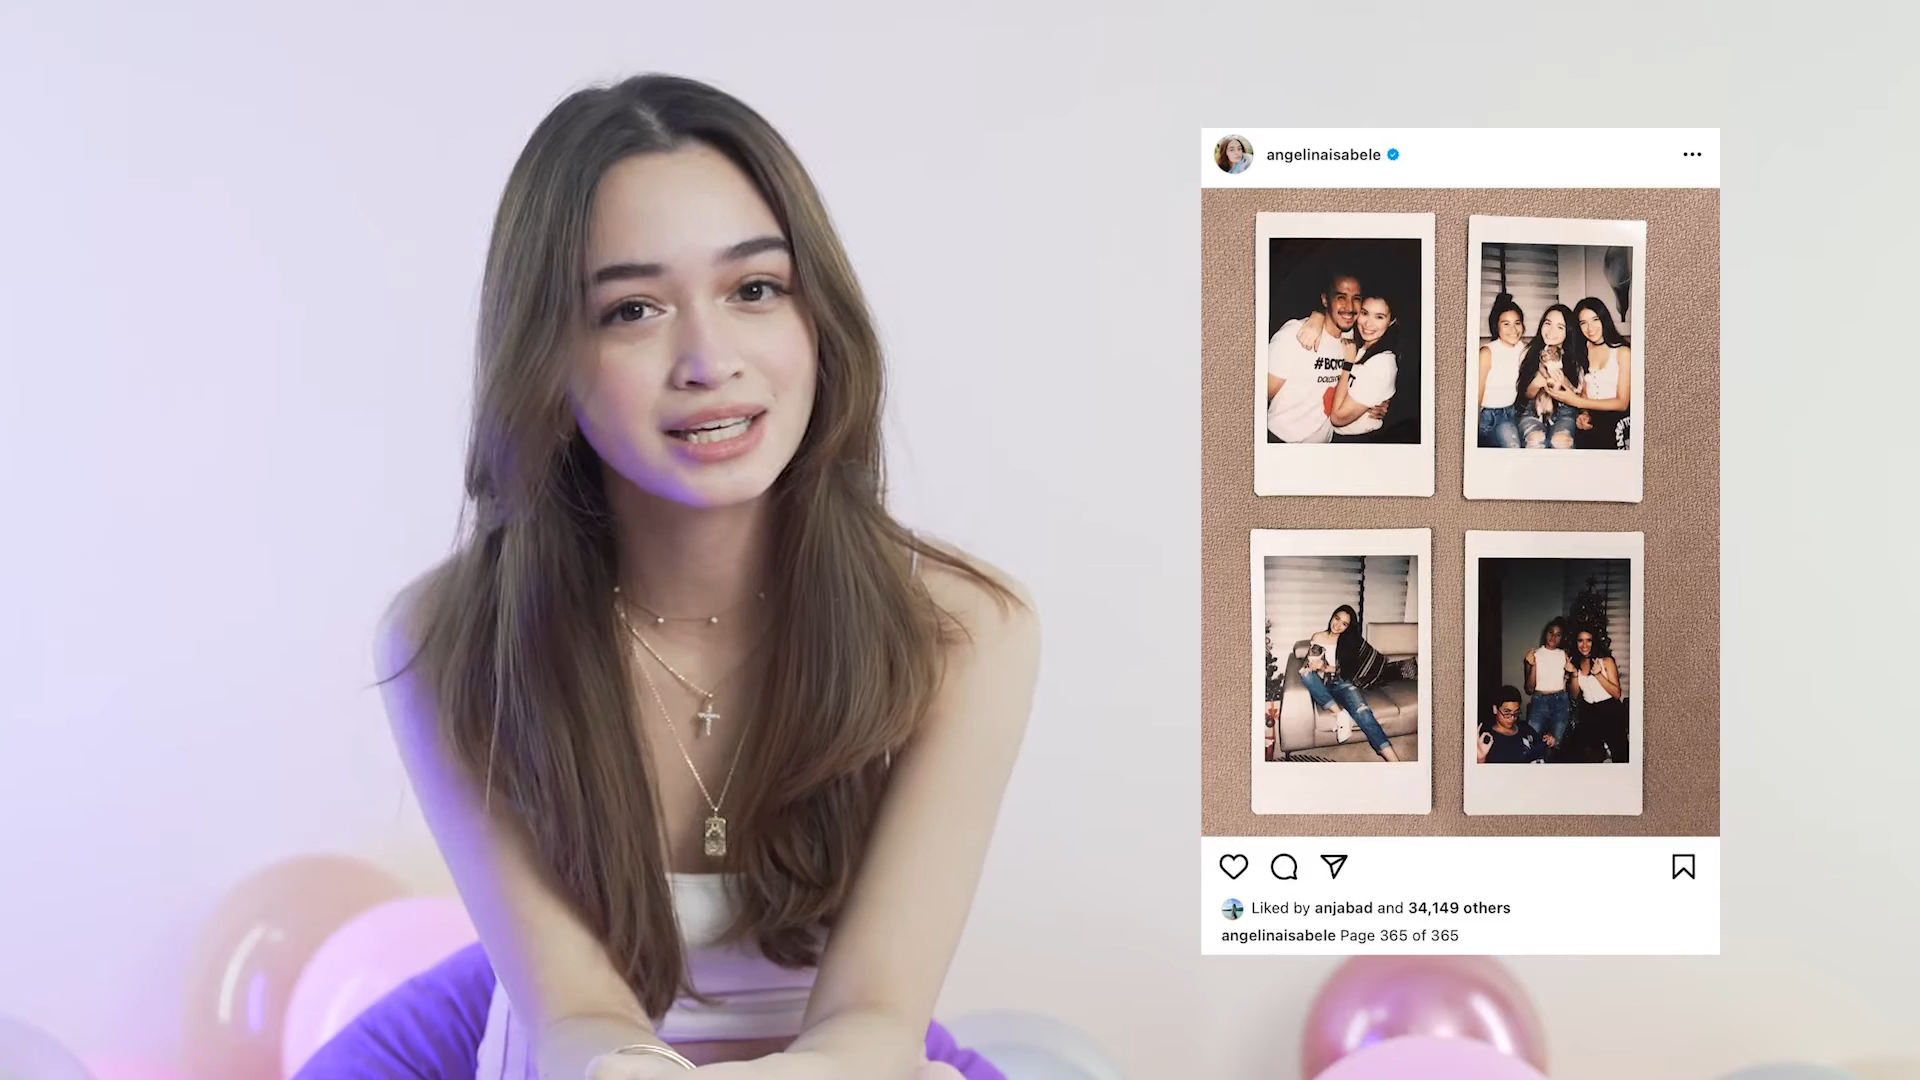 angelinaisabele
Liked by anjabad and 34,149 others
angelinaisabele Page 365 of 365